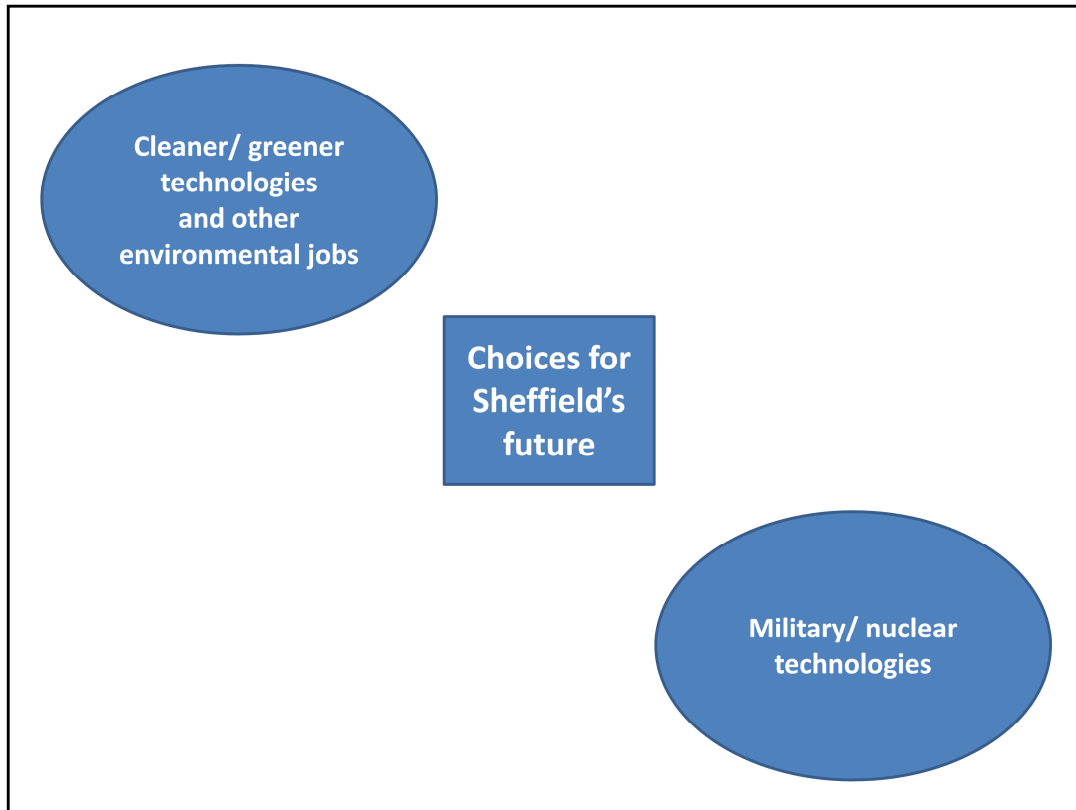 Cleaner/ greener
technologies
and other
environmental jobs
Choices for
Sheffield’s
future
Military/ nuclear
technologies